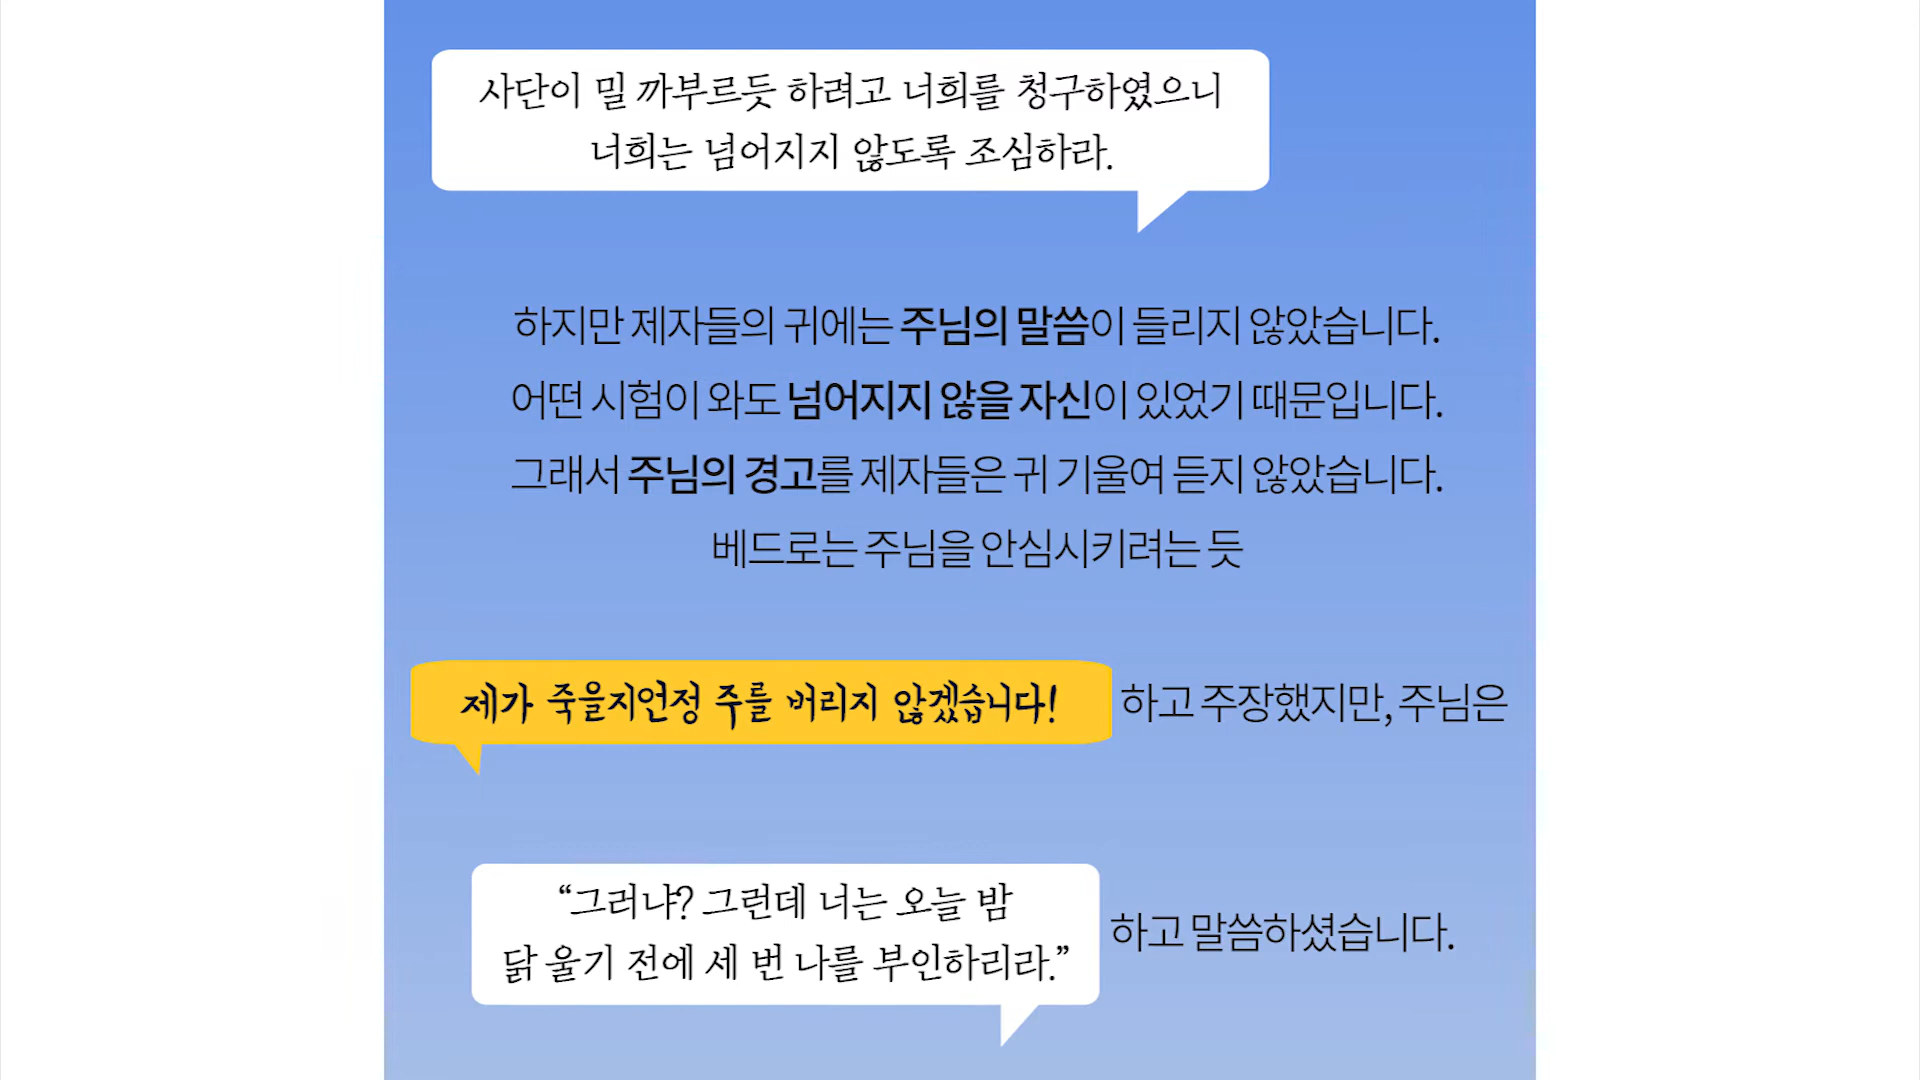 사단이 밀 까부르듯 하려고 너희를 청구하였으니
너희는 넘어지지 않도록 조심하라.
하지만 제자들의 귀에는 주님의 말씀이 들리지 않았습니다.
어떤 시험이 와도 넘어지지 않을 자신이 있었기 때문입니다.
그래서 주님의 경고를 제자들은 귀 기울여 듣지 않았습니다.
베드로는 주님을 안심시키려는 듯
제가 죽을지언정 주를 버리지 않겠습니다! 하고 주장했지만, 주님은
“그러냐? 그런데 너는 오늘 밤
닭 울기 전에 세 번 나를 부인하리라.” 하고 말씀하셨습니다.